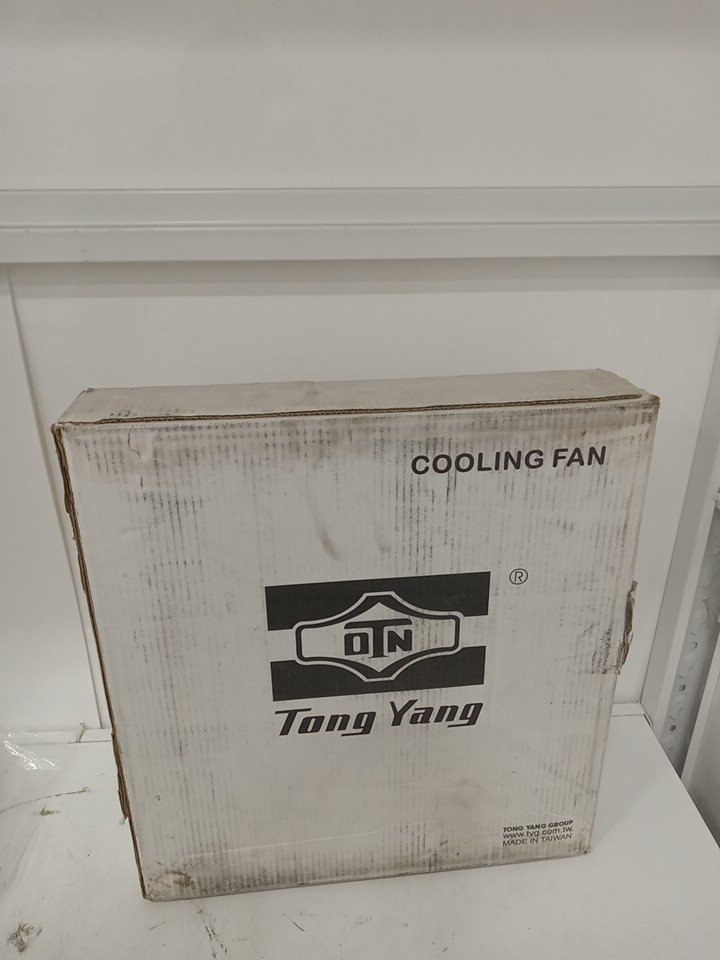 COOLING FAN
®
OTN
Tong Yang
TONG YANG GROUP
www.tyg.com.tw.
MADE IN TAIWAN